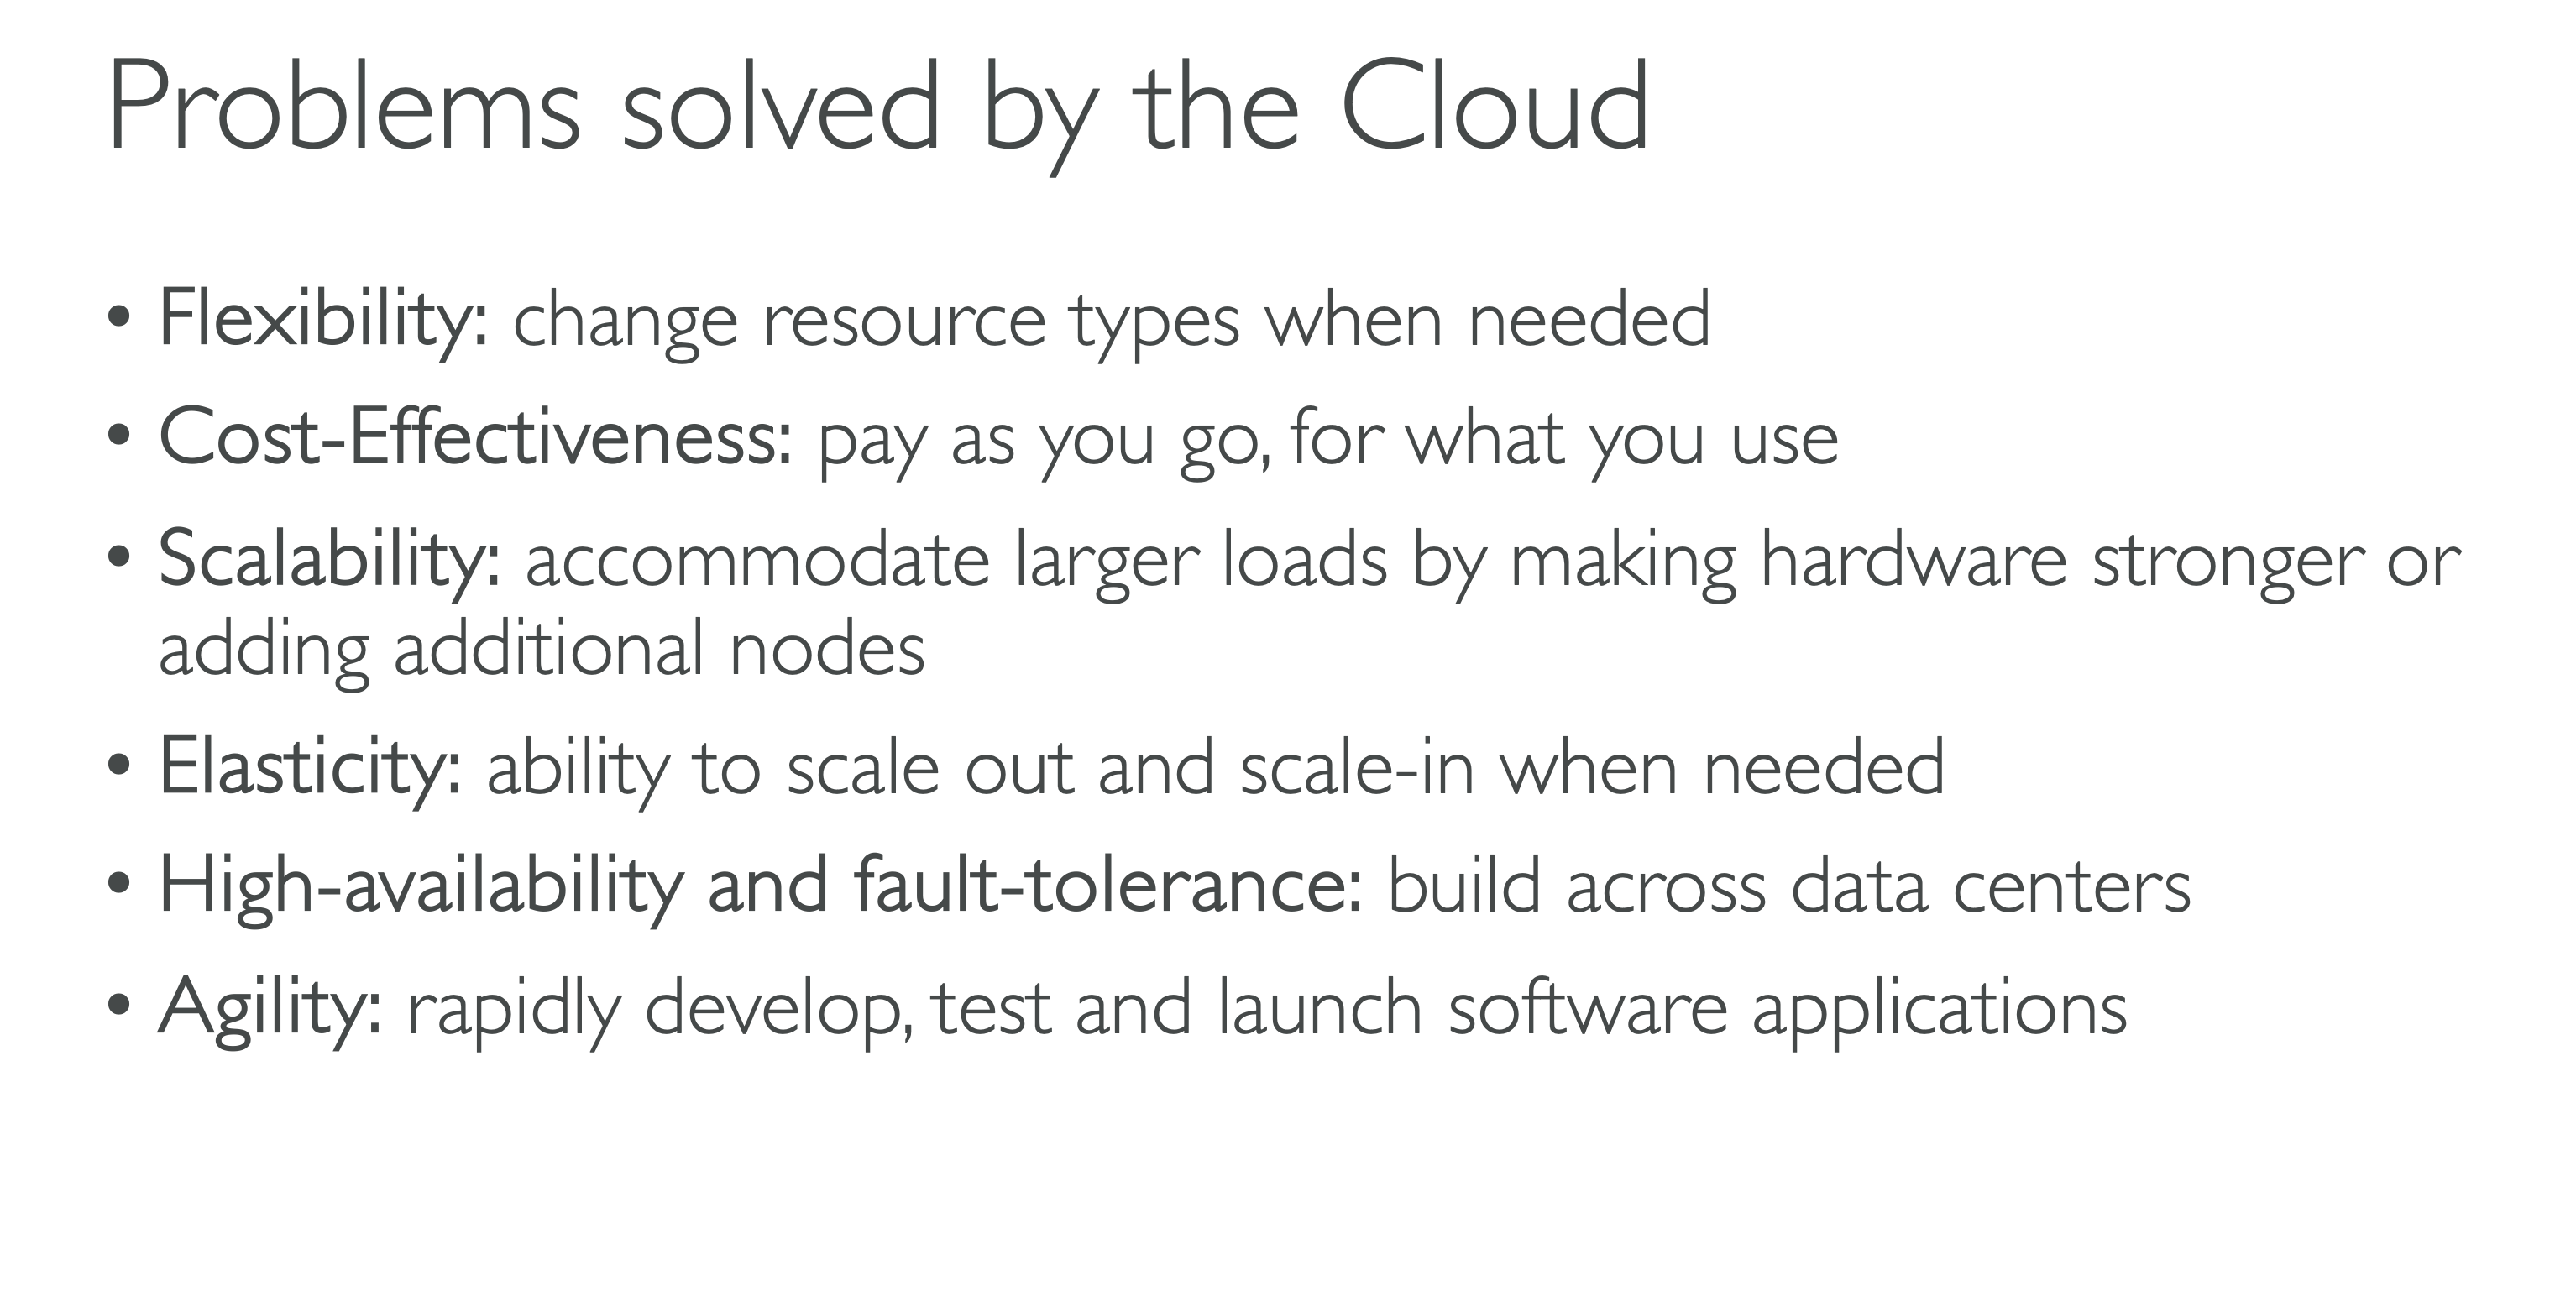 Problems solved by the Cloud
• Flexibility: change resource types when needed
• Cost-Effectiveness: pay as you go, for what you use
• Scalability: accommodate larger loads by making hardware stronger or
adding additional nodes
• Elasticity: ability to scale out and scale-in when needed
• High-availability and fault-tolerance: build across data centers
• Agility: rapidly develop, test and launch software applications